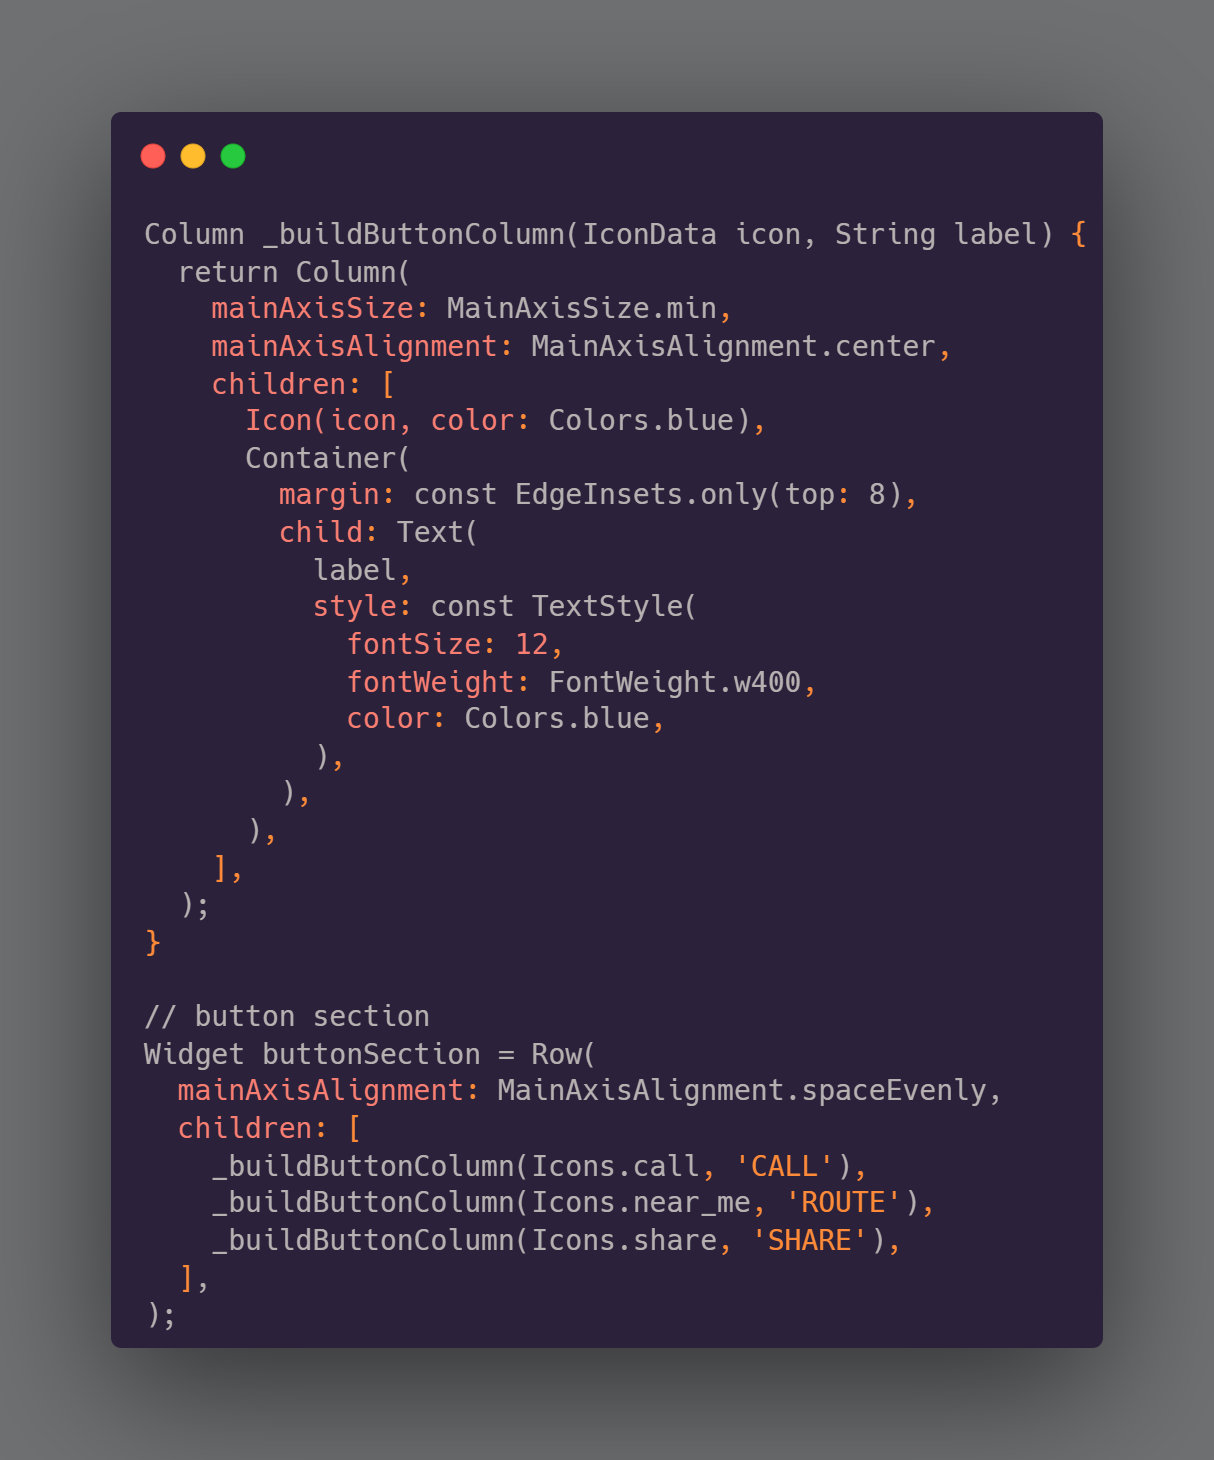 Column _buildButtonColumn(IconData icon, String label) {
  return Column(
    mainAxisSize: MainAxisSize.min,
    mainAxisAlignment: MainAxisAlignment.center,
    children: [
      Icon(icon, color: Colors.blue),
      Container(
        margin: const EdgeInsets.only(top: 8),
        child: Text(
          label,
          style: const TextStyle(
            fontSize: 12,
            fontWeight: FontWeight.w400,
            color: Colors.blue,
          ),
        ),
      ),
    ],
  );
}

// button section
Widget buttonSection = Row(
  mainAxisAlignment: MainAxisAlignment.spaceEvenly,
  children: [
    _buildButtonColumn(Icons.call, 'CALL'),
    _buildButtonColumn(Icons.near_me, 'ROUTE'),
    _buildButtonColumn(Icons.share, 'SHARE'),
  ],
);